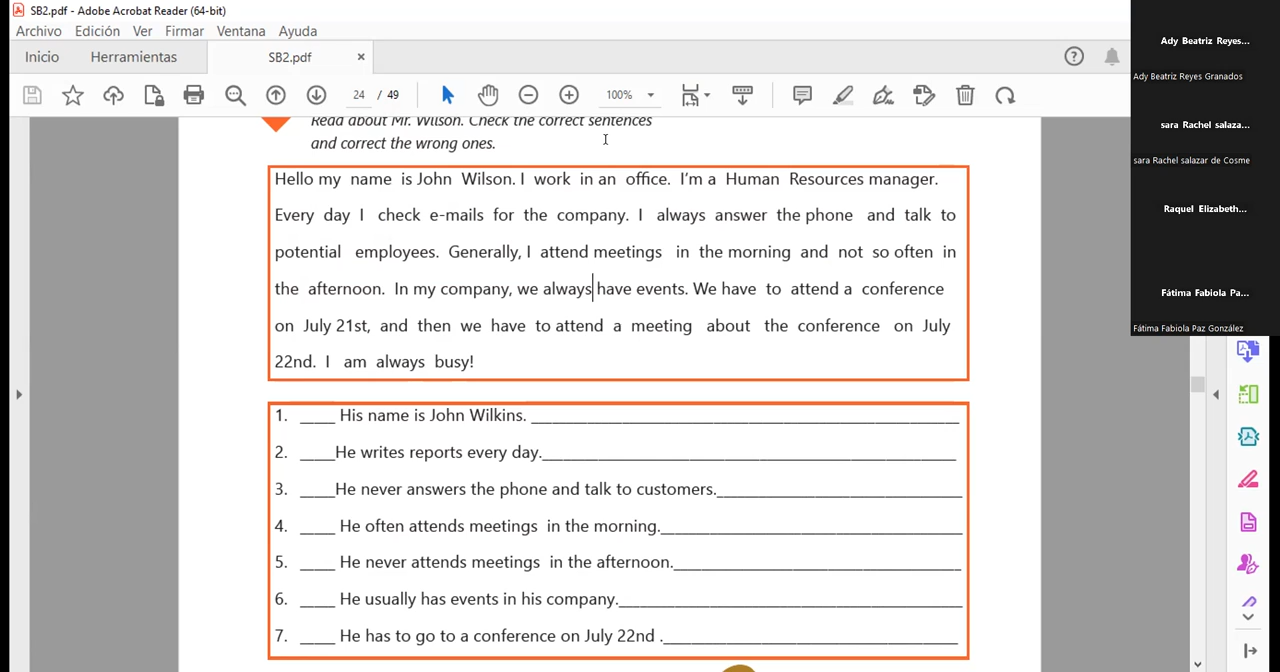 SB2.pdf - Adobe Acrobat Reader (64-bit)
Archivo Edición Ver Firmar Ventana Ayuda
Inicio Herramientas SB2.pdf ×
24 / 49 100%
Read about Mr. Wilson. Check the correct sentences
and correct the wrong ones.
Hello my name is John Wilson. I work in an office. I'm a Human Resources manager.
Every day I check e-mails for the company. I always answer the phone and talk to
potential employees. Generally, I attend meetings in the morning and not so often in
the afternoon. In my company, we always have events. We have to attend a conference
on July 21st, and then we have to attend a meeting about the conference on July
22nd. I am always busy!
1. ____ His name is John Wilkins. ____
2. ____He writes reports every day.____
3. ____He never answers the phone and talk to customers.____
4. ____ He often attends meetings in the morning.____
5. ____ He never attends meetings in the afternoon.____
6. ____ He usually has events in his company.____
7. ____ He has to go to a conference on July 22nd .____
Ady Beatriz Reyes...
Ady Beatriz Reyes Granados
sara Rachel salaza...
sara Rachel salazar de Cosme
Raquel Elizabeth...
Fátima Fabiola Pa...
Fátima Fabiola Paz González